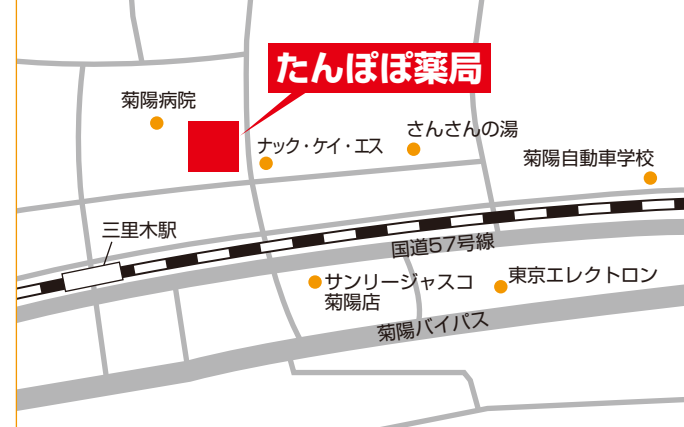 たんぽぽ薬局
菊陽病院
さんさんの湯
ナック・ケイ・エス
菊陽自動車学校
三里木駅
国道57号線
サンリージャスコ
菊陽店
東京エレクトロン
菊陽バイパス